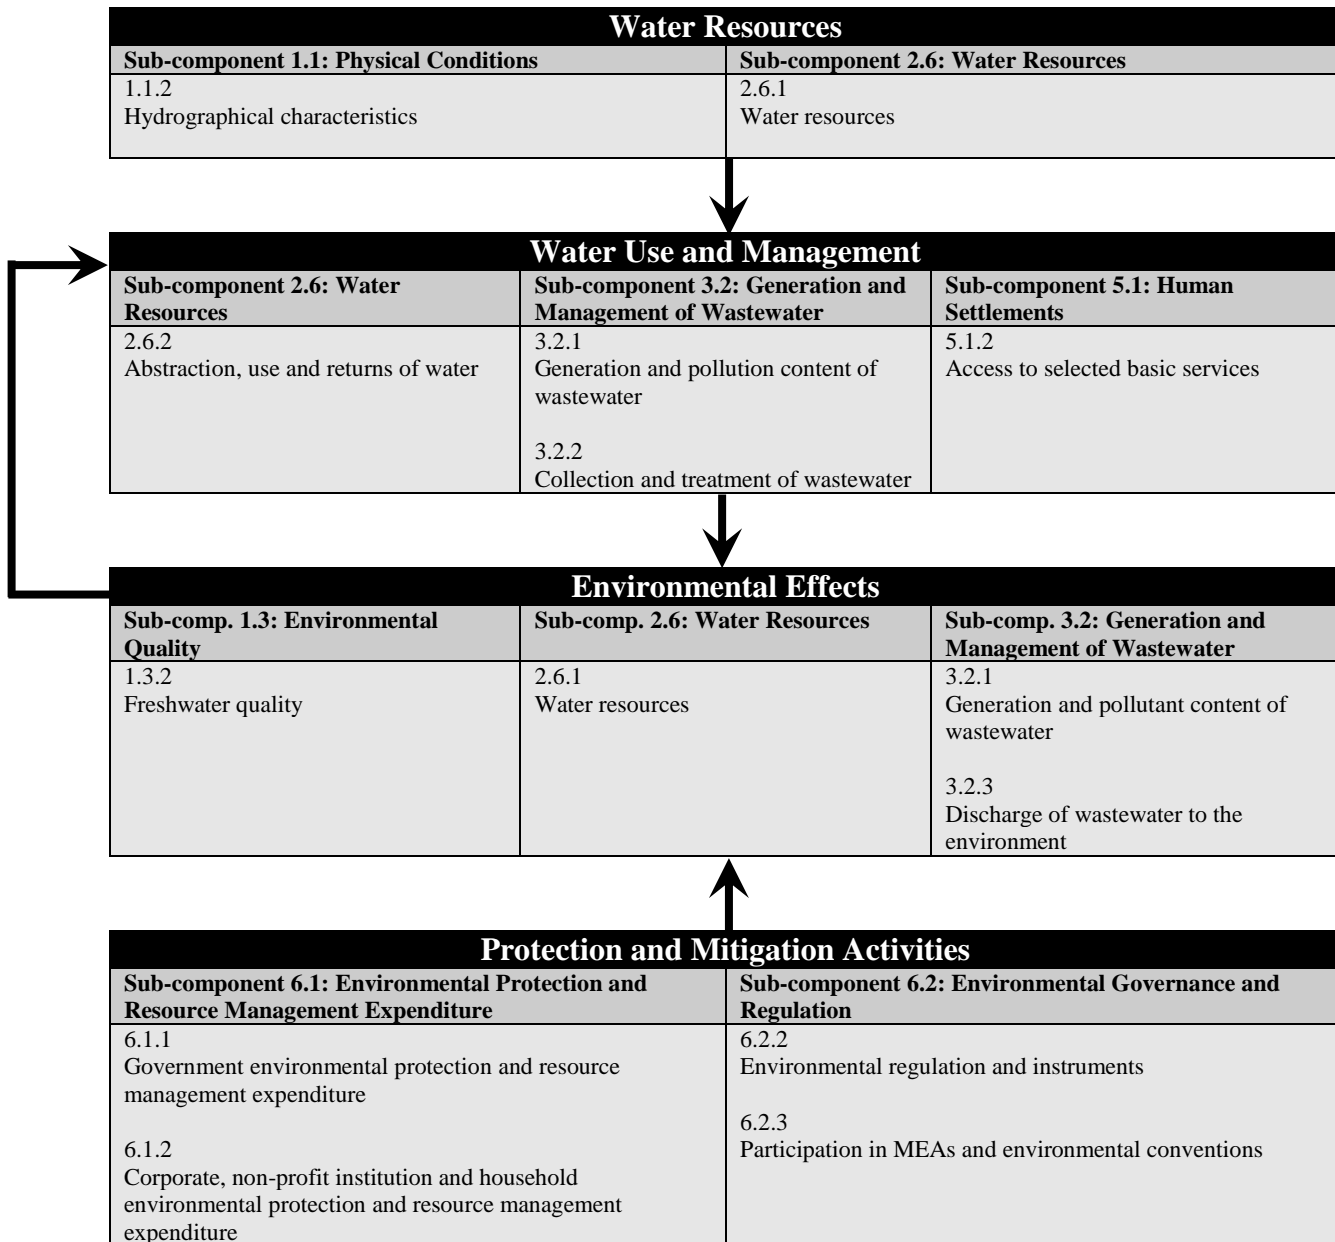 Water Resources
Sub-component 1.1: Physical Conditions
Sub-component 2.6: Water Resources
1.1.2
Hydrographical characteristics
2.6.1
Water resources
Water Use and Management
Sub-component 2.6: Water
Resources
Sub-component 3.2: Generation and
Management of Wastewater
Sub-component 5.1: Human
Settlements
2.6.2
Abstraction, use and returns of water
3.2.1
Generation and pollution content of
wastewater
3.2.2
Collection and treatment of wastewater
5.1.2
Access to selected basic services
Environmental Effects
Sub-comp. 1.3: Environmental
Quality
Sub-comp. 2.6: Water Resources
Sub-comp. 3.2: Generation and
Management of Wastewater
1.3.2
Freshwater quality
2.6.1
Water resources
3.2.1
Generation and pollutant content of
wastewater
3.2.3
Discharge of wastewater to the
environment
Protection and Mitigation Activities
Sub-component 6.1: Environmental Protection and
Resource Management Expenditure
Sub-component 6.2: Environmental Governance and
Regulation
6.1.1
Government environmental protection and resource
management expenditure
6.1.2
Corporate, non-profit institution and household
environmental protection and resource management
expenditure
6.2.2
Environmental regulation and instruments
6.2.3
Participation in MEAs and environmental conventions